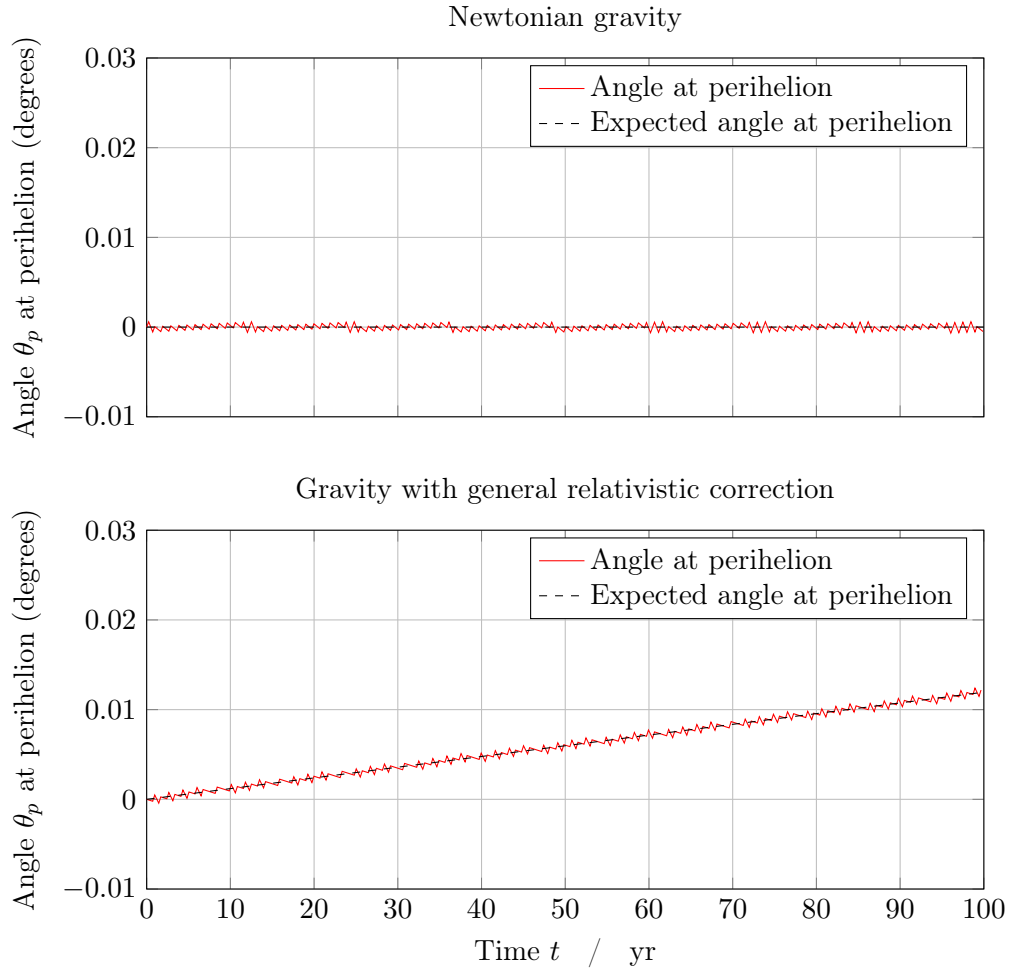 Newtonian gravity
Angle θp at perihelion (degrees)
0.03
0.02
0.01
0
−0.01
Angle at perihelion
Expected angle at perihelion
Gravity with general relativistic correction
Angle θp at perihelion (degrees)
0.03
0.02
0.01
0
−0.01
Angle at perihelion
Expected angle at perihelion
0 10 20 30 40 50 60 70 80 90 100
Time t / yr